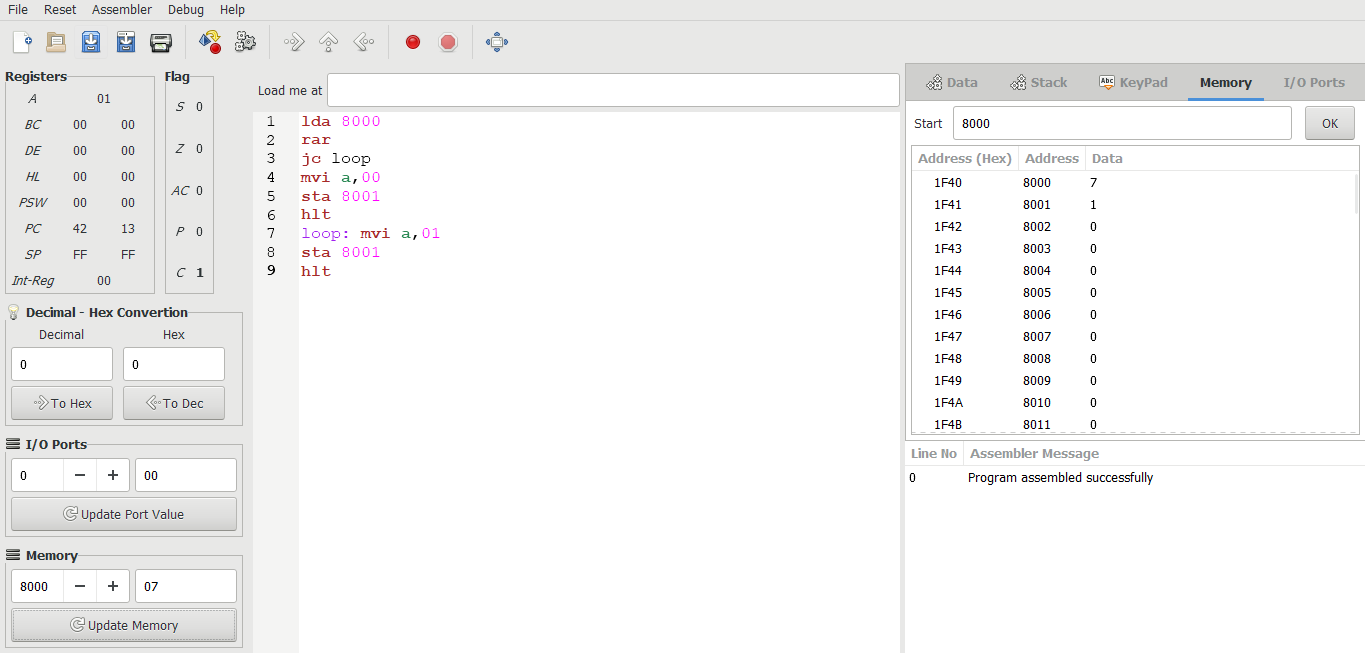 File Reset Assembler Debug Help
Registers
A 01
BC 00 00
DE 00 00
HL 00 00
PSW 00 00
PC 42 13
SP FF FF
Int-Reg 00
Flag
S 0
Z 0
AC 0
P 0
C 1
Decimal - Hex Convertion
Decimal Hex
0 0
To Hex To Dec
I/O Ports
0 − + 00
Update Port Value
Memory
8000 − + 07
Update Memory
Load me at
1 lda 8000
2 rar
3 jc loop
4 mvi a,00
5 sta 8001
6 hlt
7 loop: mvi a,01
8 sta 8001
9 hlt
Data Stack Abc KeyPad Memory I/O Ports
Start 8000 OK
Address (Hex) Address Data
1F40 8000 7
1F41 8001 1
1F42 8002 0
1F43 8003 0
1F44 8004 0
1F45 8005 0
1F46 8006 0
1F47 8007 0
1F48 8008 0
1F49 8009 0
1F4A 8010 0
1F4B 8011 0
Line No Assembler Message
0 Program assembled successfully